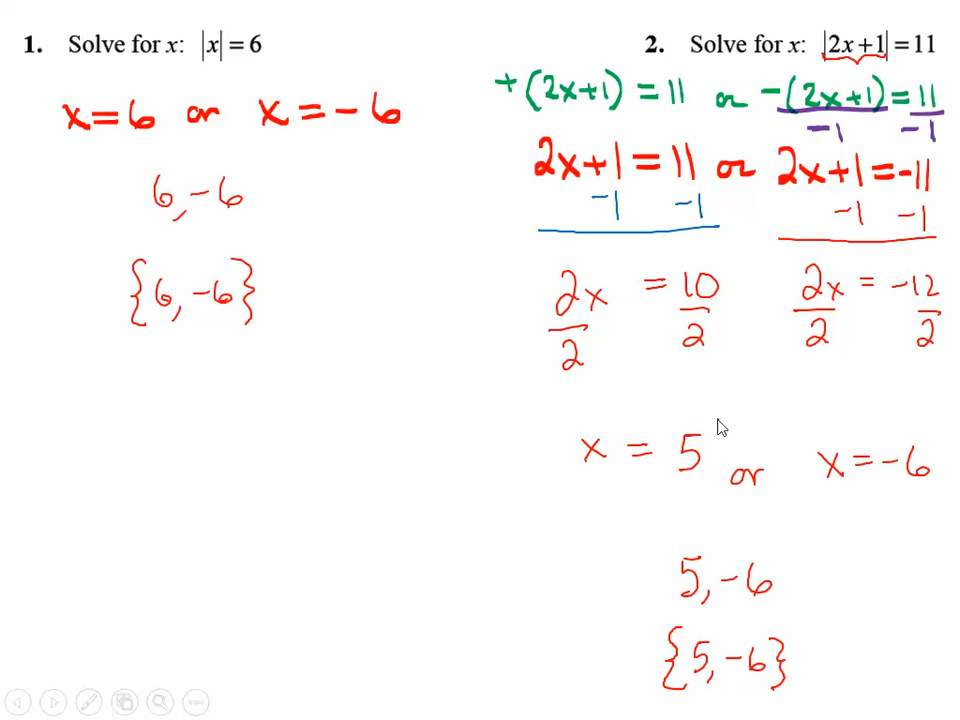 1. Solve for x: |x| = 6
x = 6 or x = -6
6, -6
{6, -6}
2. Solve for x: |2x + 1| = 11
+(2x+1) = 11 or -(2x+1) = 11
-1 -1
2x+1 = 11 or 2x+1 = -11
-1 -1 -1 -1
2x = 10 2x = -12
2 2 2 2
x = 5 or x = -6
5, -6
{5, -6}